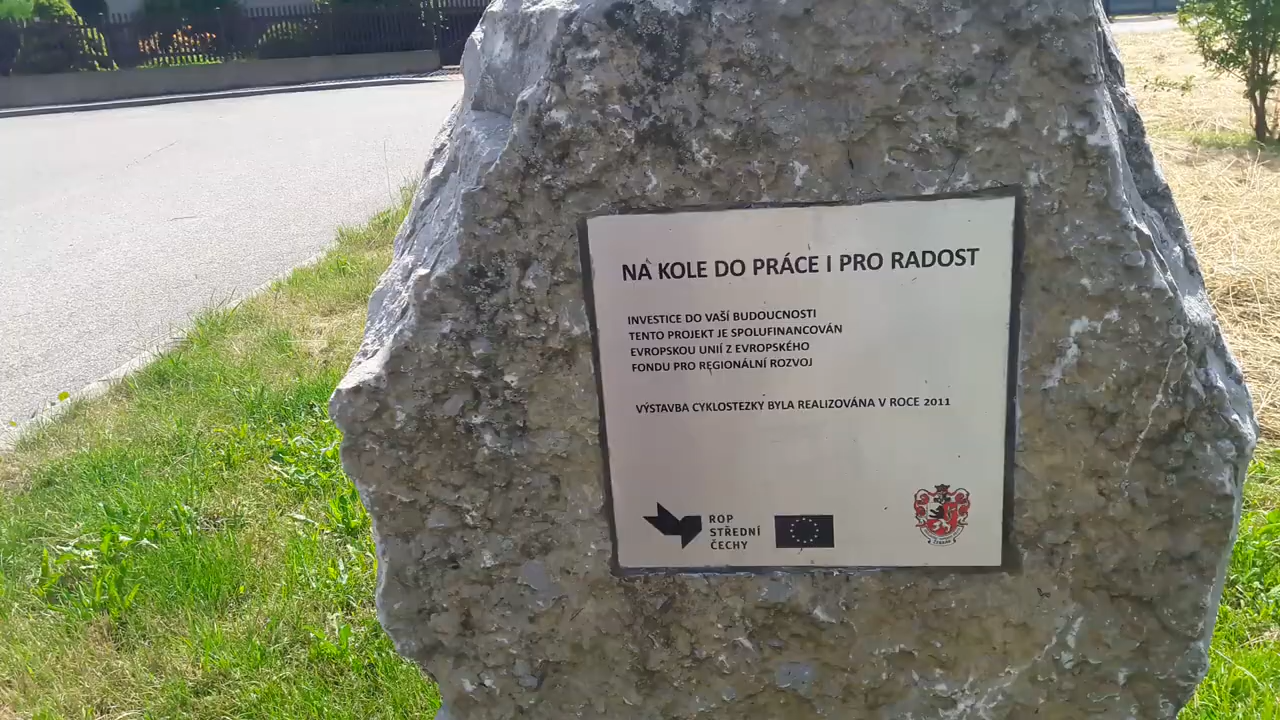 NA KOLE DO PRÁCE I PRO RADOST
INVESTICE DO VAŠÍ BUDOUCNOSTI
TENTO PROJEKT JE SPOLUFINANCOVÁN
EVROPSKOU UNIÍ Z EVROPSKÉHO
FONDU PRO REGIONÁLNÍ ROZVOJ
VÝSTAVBA CYKLOSTEZKY BYLA REALIZOVÁNA V ROCE 2011
ROP
STŘEDNÍ
ČECHY